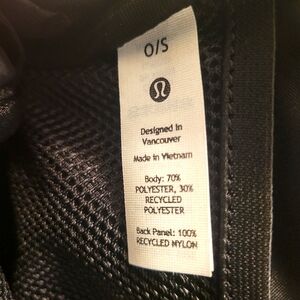 O/S
Designed in
Vancouver
Made in Vietnam
Body: 70%
POLYESTER, 30%
RECYCLED
POLYESTER
Back Panel: 100%
RECYCLED NYLON